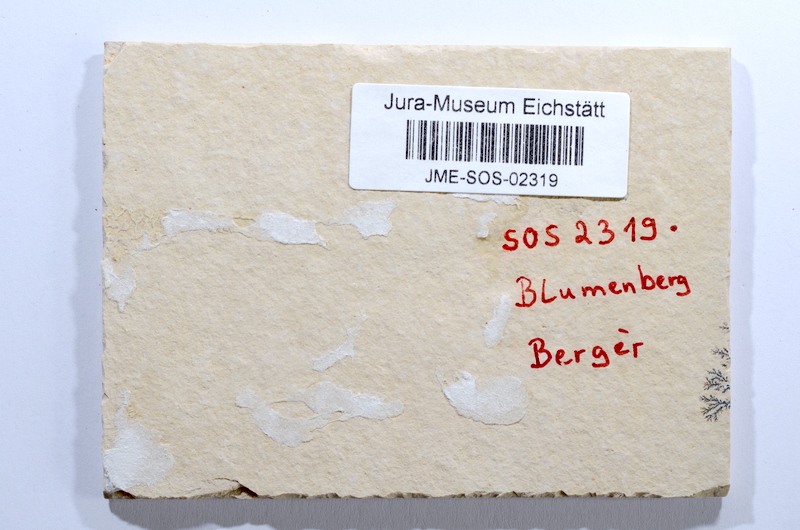 Jura-Museum Eichstätt
JME-SOS-02319
SOS 2319.
Blumenberg
Bergèr